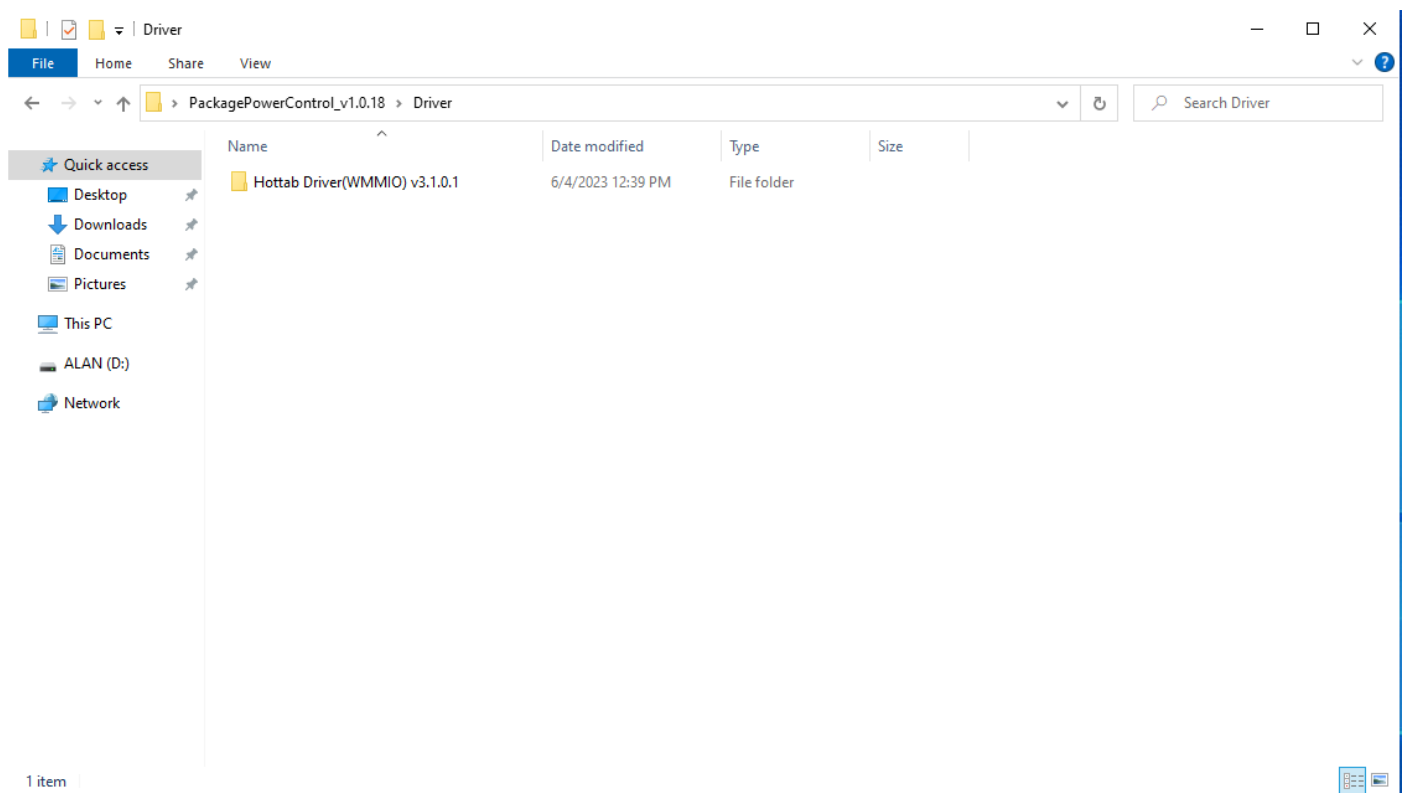 Driver
File Home Share View
PackagePowerControl_v1.0.18 > Driver
Search Driver
Name Date modified Type Size
Quick access
Hottab Driver(WMMIO) v3.1.0.1 6/4/2023 12:39 PM File folder
Desktop
Downloads
Documents
Pictures
This PC
ALAN (D:)
Network
1 item